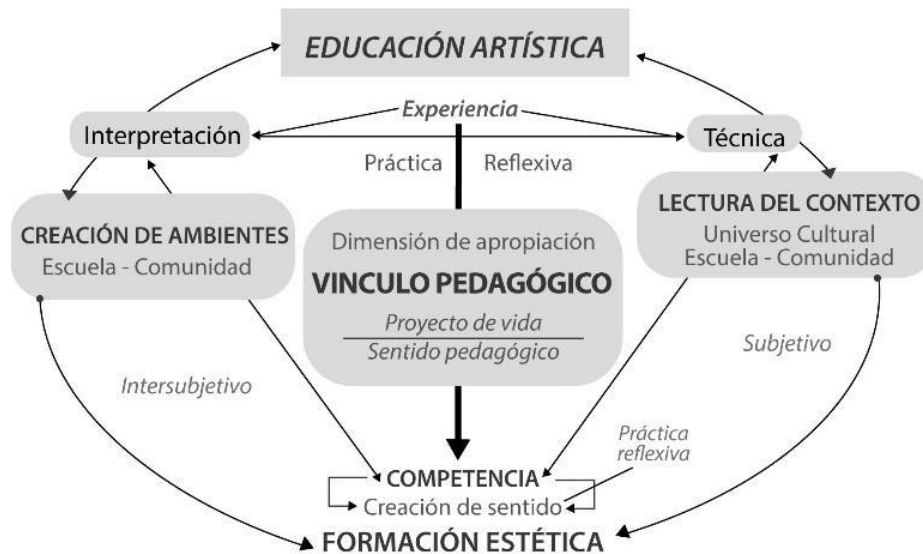 EDUCACIÓN ARTÍSTICA
Experiencia
Interpretación
Técnica
Práctica
Reflexiva
CREACIÓN DE AMBIENTES
Escuela - Comunidad
LECTURA DEL CONTEXTO
Universo Cultural
Escuela - Comunidad
Dimensión de apropiación
VINCULO PEDAGÓGICO
Proyecto de vida
Sentido pedagógico
Intersubjetivo
Subjetivo
Práctica
reflexiva
COMPETENCIA
Creación de sentido
FORMACIÓN ESTÉTICA